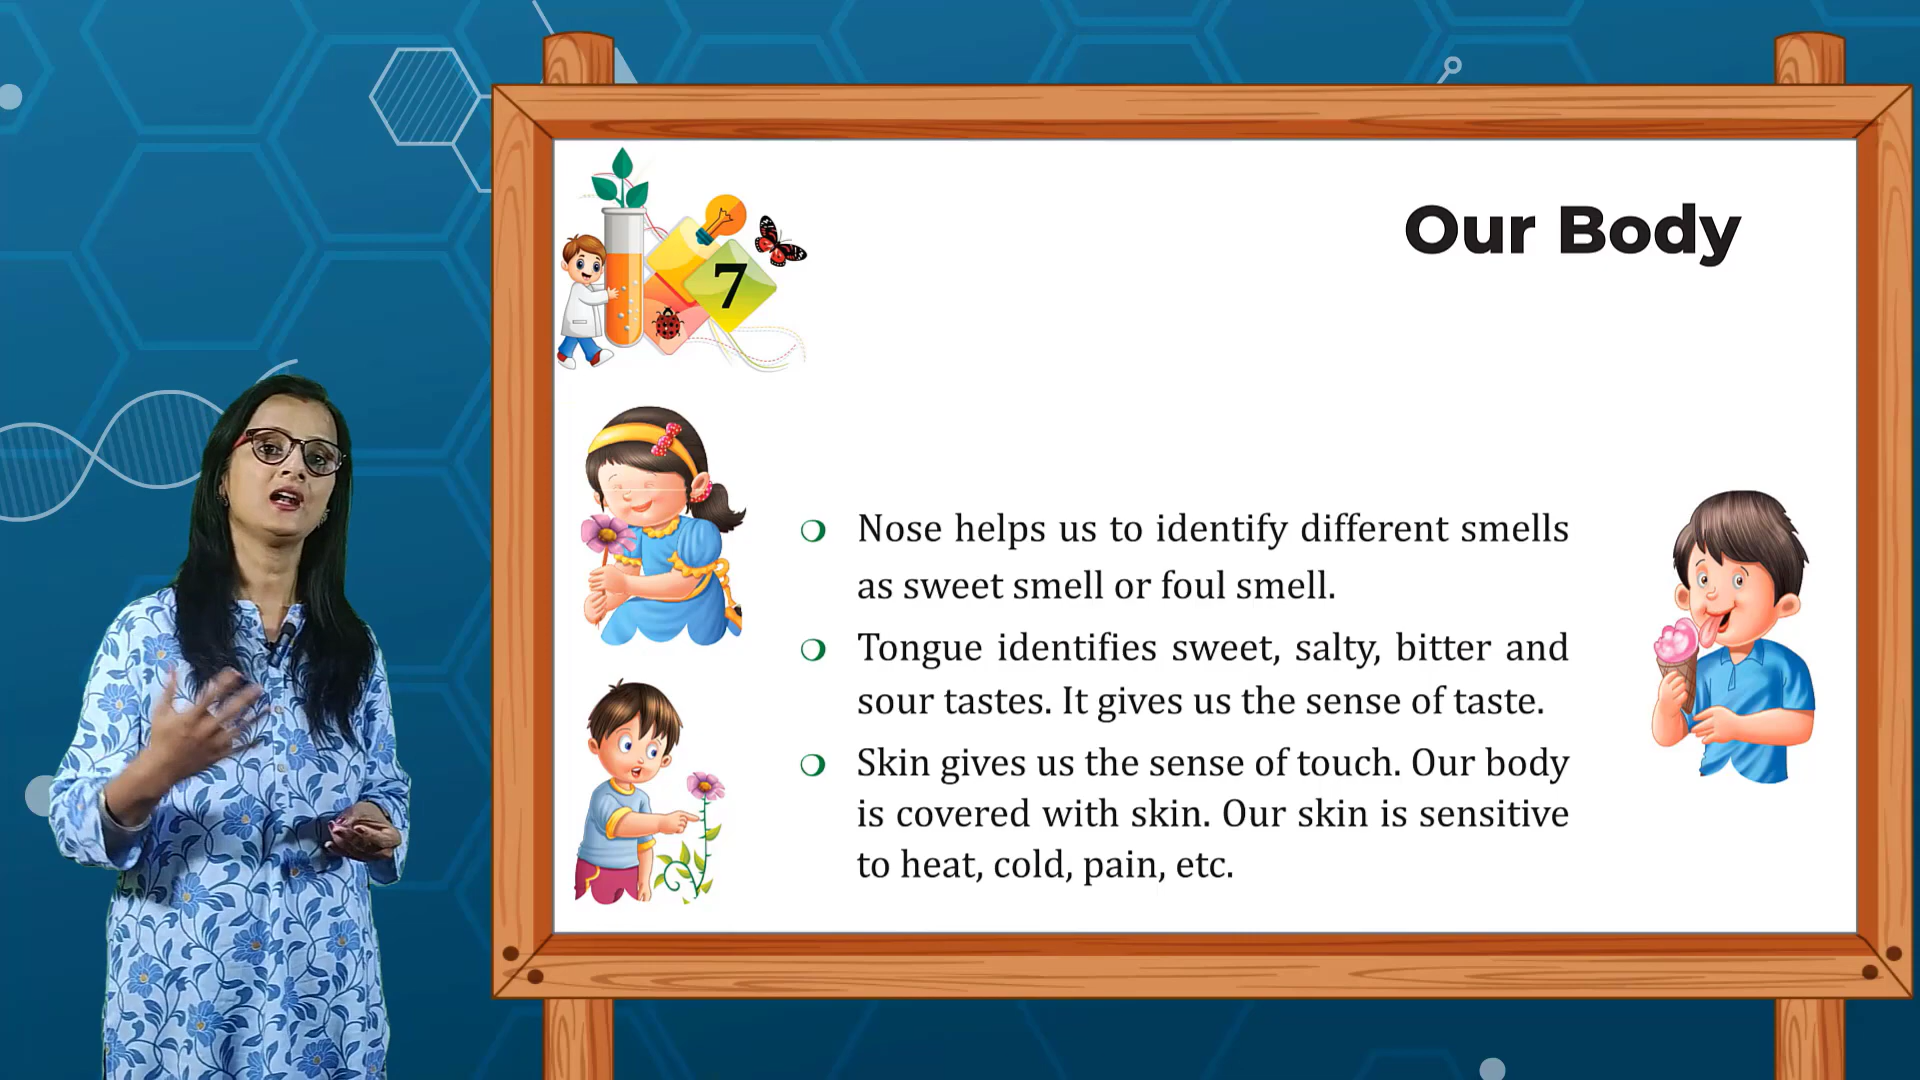 7
Our Body
Nose helps us to identify different smells
as sweet smell or foul smell.
Tongue identifies sweet, salty, bitter and
sour tastes. It gives us the sense of taste.
Skin gives us the sense of touch. Our body
is covered with skin. Our skin is sensitive
to heat, cold, pain, etc.